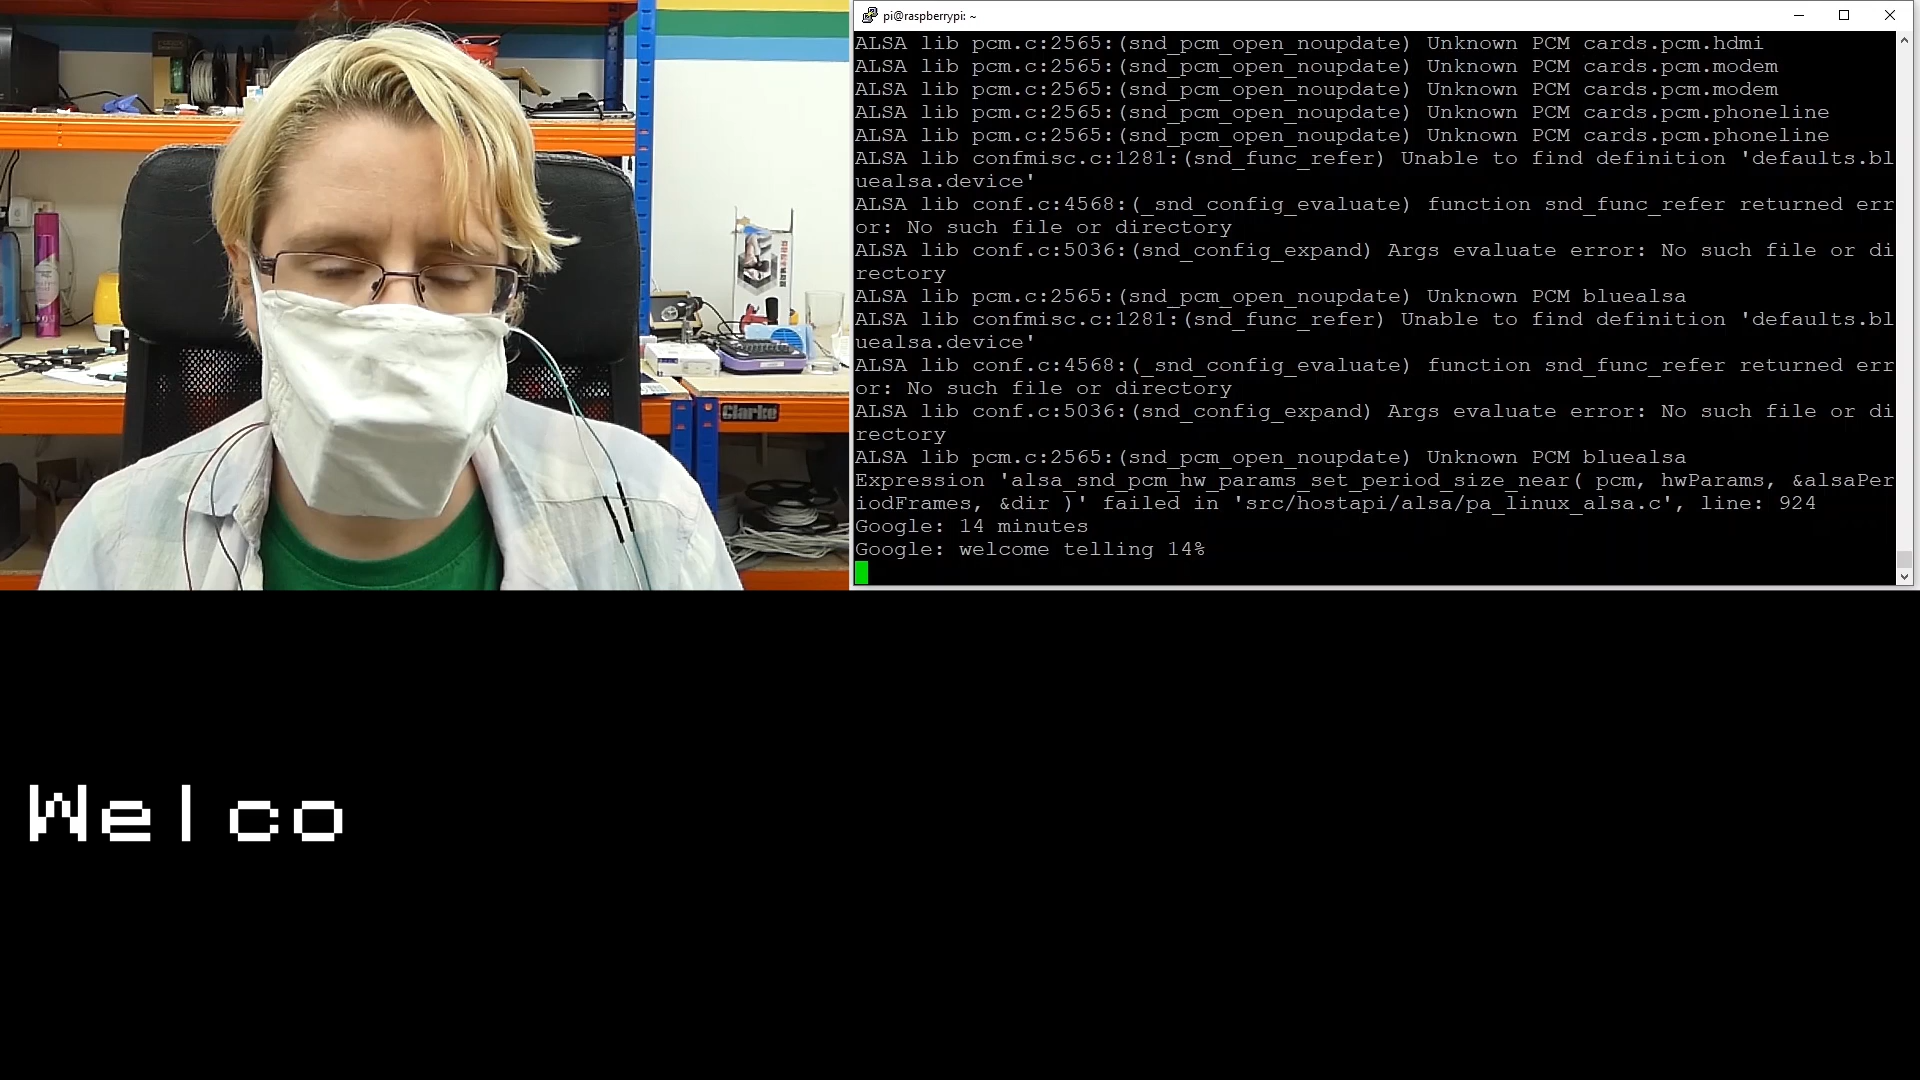 pi@raspberrypi: ~
ALSA lib pcm.c:2565:(snd_pcm_open_noupdate) Unknown PCM cards.pcm.hdmi
ALSA lib pcm.c:2565:(snd_pcm_open_noupdate) Unknown PCM cards.pcm.modem
ALSA lib pcm.c:2565:(snd_pcm_open_noupdate) Unknown PCM cards.pcm.modem
ALSA lib pcm.c:2565:(snd_pcm_open_noupdate) Unknown PCM cards.pcm.phoneline
ALSA lib pcm.c:2565:(snd_pcm_open_noupdate) Unknown PCM cards.pcm.phoneline
ALSA lib confmisc.c:1281:(snd_func_refer) Unable to find definition 'defaults.bl
uealsa.device'
ALSA lib conf.c:4568:(_snd_config_evaluate) function snd_func_refer returned err
or: No such file or directory
ALSA lib conf.c:5036:(snd_config_expand) Args evaluate error: No such file or di
rectory
ALSA lib pcm.c:2565:(snd_pcm_open_noupdate) Unknown PCM bluealsa
ALSA lib confmisc.c:1281:(snd_func_refer) Unable to find definition 'defaults.bl
uealsa.device'
ALSA lib conf.c:4568:(_snd_config_evaluate) function snd_func_refer returned err
or: No such file or directory
ALSA lib conf.c:5036:(snd_config_expand) Args evaluate error: No such file or di
rectory
ALSA lib pcm.c:2565:(snd_pcm_open_noupdate) Unknown PCM bluealsa
Expression 'alsa_snd_pcm_hw_params_set_period_size_near( pcm, hwParams, &alsaPer
iodFrames, &dir )' failed in 'src/hostapi/alsa/pa_linux_alsa.c', line: 924
Google: 14 minutes
Google: welcome telling 14%
Clarke
Welco